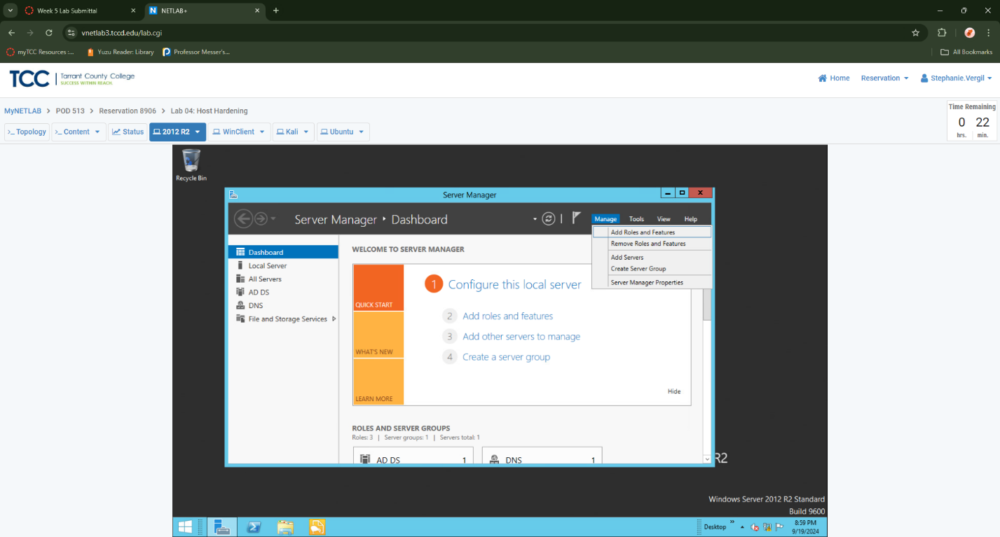 Week 5 Lab Submittal
NETLAB+
vnetlab3.tccd.edu/lab.cgi
myTCC Resources :...
Yuzu Reader: Library
Professor Messer's...
All Bookmarks
TCC
Tarrant County College
SUCCESS WITHIN REACH.
Home
Reservation
Stephanie.Vergil
MyNETLAB > POD 513 > Reservation 8906 > Lab 04: Host Hardening
Time Remaining
0 22
hrs. min.
>_ Topology
>_ Content
Status
2012 R2
WinClient
Kali
Ubuntu
Recycle Bin
Server Manager
Server Manager ‣ Dashboard
Manage Tools View Help
Add Roles and Features
Remove Roles and Features
Add Servers
Create Server Group
Server Manager Properties
Dashboard
Local Server
All Servers
AD DS
DNS
File and Storage Services
WELCOME TO SERVER MANAGER
QUICK START
WHAT'S NEW
LEARN MORE
1 Configure this local server
2 Add roles and features
3 Add other servers to manage
4 Create a server group
Hide
ROLES AND SERVER GROUPS
Roles: 3 | Server groups: 1 | Servers total: 1
AD DS 1
DNS 1
R2
Windows Server 2012 R2 Standard
Build 9600
Desktop
8:59 PM
9/19/2024